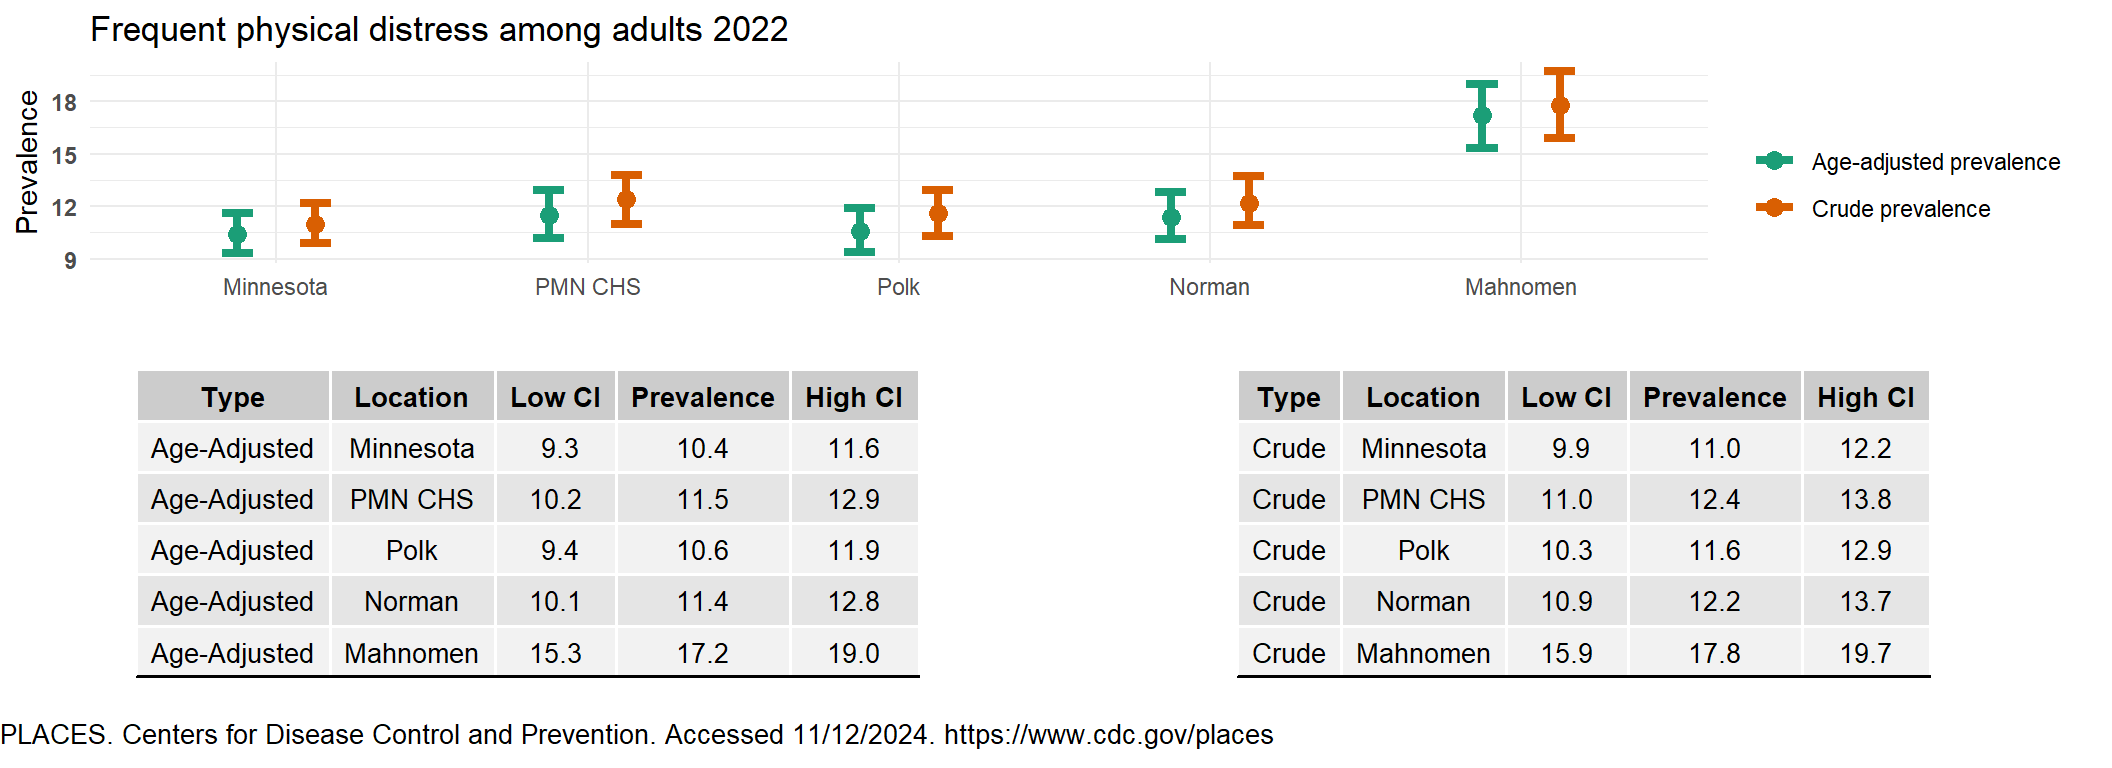 Frequent physical distress among adults 2022
Prevalence
18
15
12
9
Minnesota PMN CHS Polk Norman Mahnomen
Age-adjusted prevalence
Crude prevalence
Type Location Low CI Prevalence High CI
Age-Adjusted Minnesota 9.3 10.4 11.6
Age-Adjusted PMN CHS 10.2 11.5 12.9
Age-Adjusted Polk 9.4 10.6 11.9
Age-Adjusted Norman 10.1 11.4 12.8
Age-Adjusted Mahnomen 15.3 17.2 19.0
Type Location Low CI Prevalence High CI
Crude Minnesota 9.9 11.0 12.2
Crude PMN CHS 11.0 12.4 13.8
Crude Polk 10.3 11.6 12.9
Crude Norman 10.9 12.2 13.7
Crude Mahnomen 15.9 17.8 19.7
PLACES. Centers for Disease Control and Prevention. Accessed 11/12/2024. https://www.cdc.gov/places